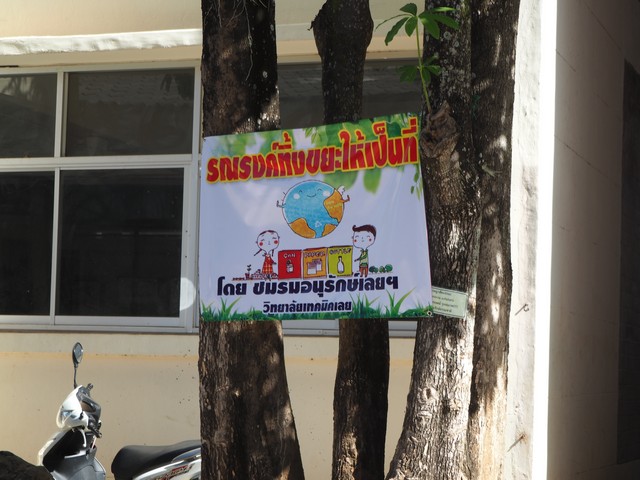 รณรงค์ทิ้งขยะให้เป็นที่
โดย ชมรมอนุรักษ์เลยฯ
วิทยาลัยเทคนิคเลย